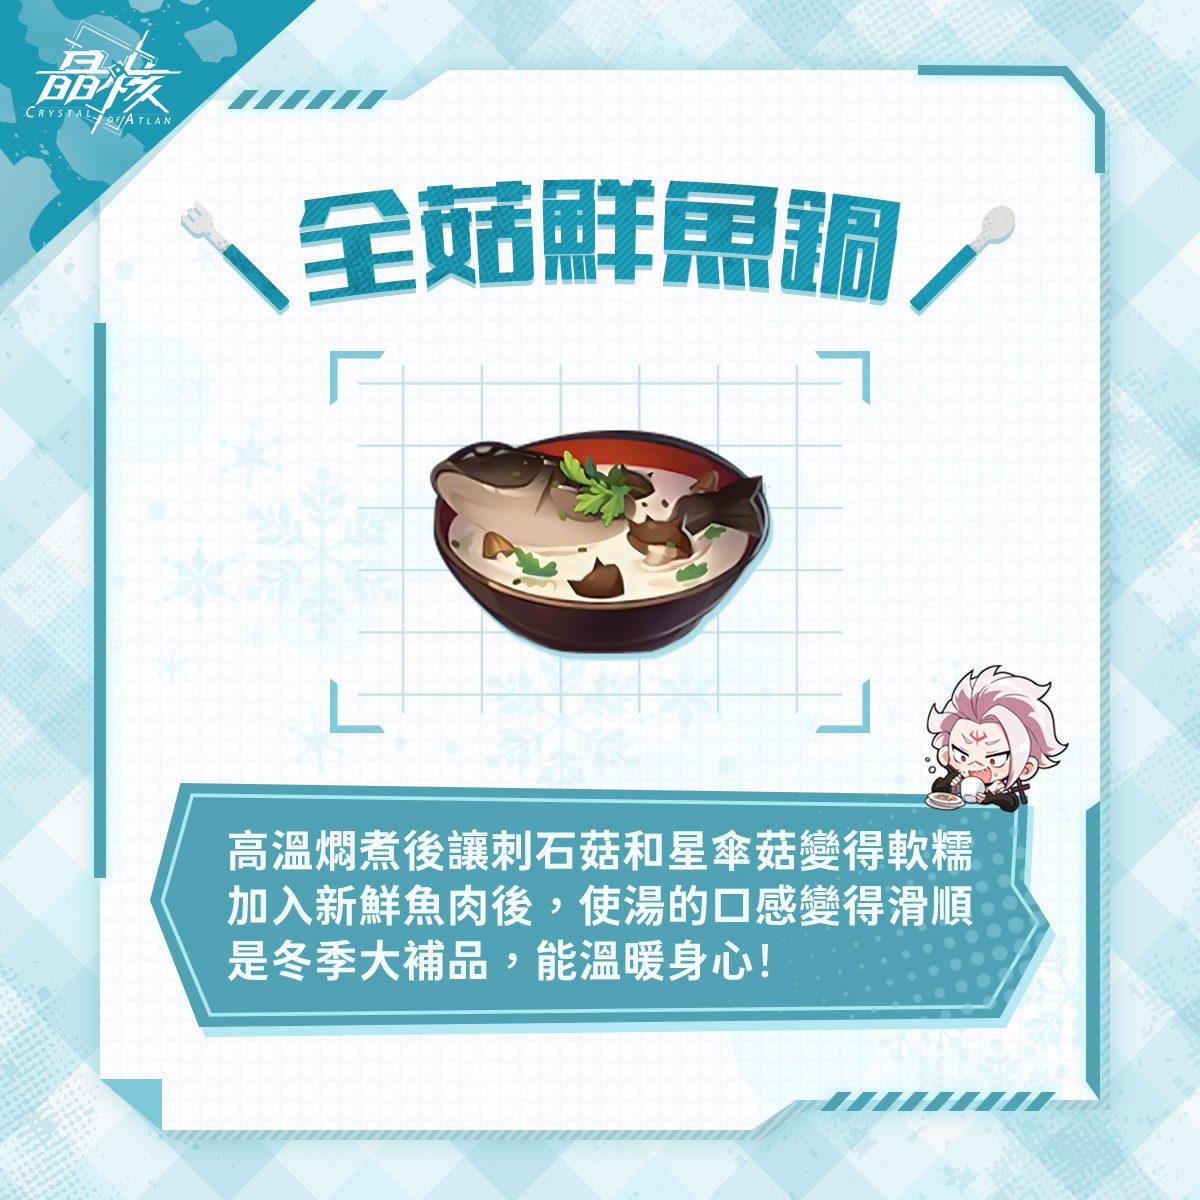 晶核
CRYSTAL OF ATLAN
全菇鮮魚鍋
高溫燜煮後讓刺石菇和星傘菇變得軟糯
加入新鮮魚肉後，使湯的口感變得滑順
是冬季大補品，能溫暖身心！